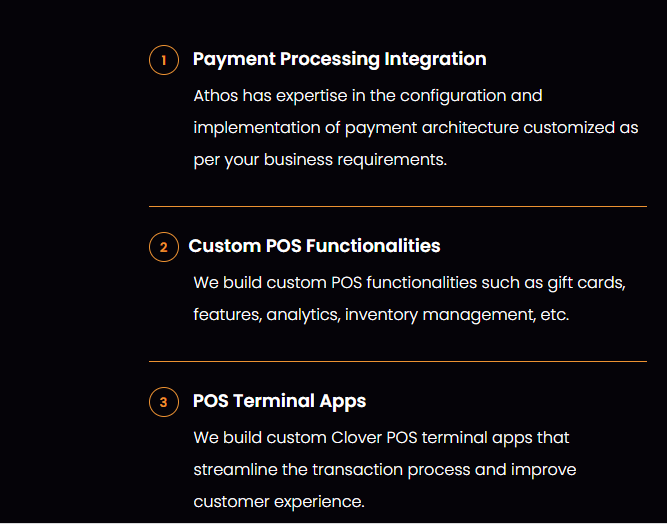 1 Payment Processing Integration
Athos has expertise in the configuration and
implementation of payment architecture customized as
per your business requirements.
2 Custom POS Functionalities
We build custom POS functionalities such as gift cards,
features, analytics, inventory management, etc.
3 POS Terminal Apps
We build custom Clover POS terminal apps that
streamline the transaction process and improve
customer experience.